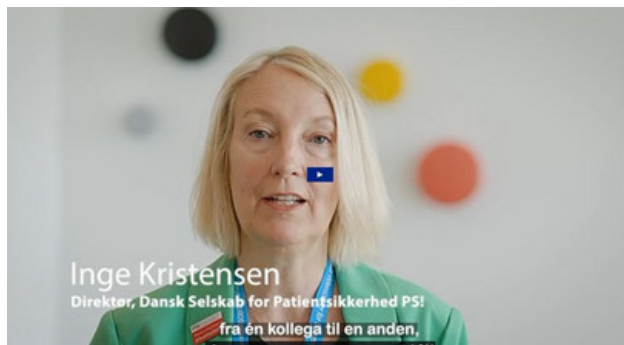 Inge Kristensen
Direktør, Dansk Selskab for Patientsikkerhed PS!
fra én kollega til en anden,